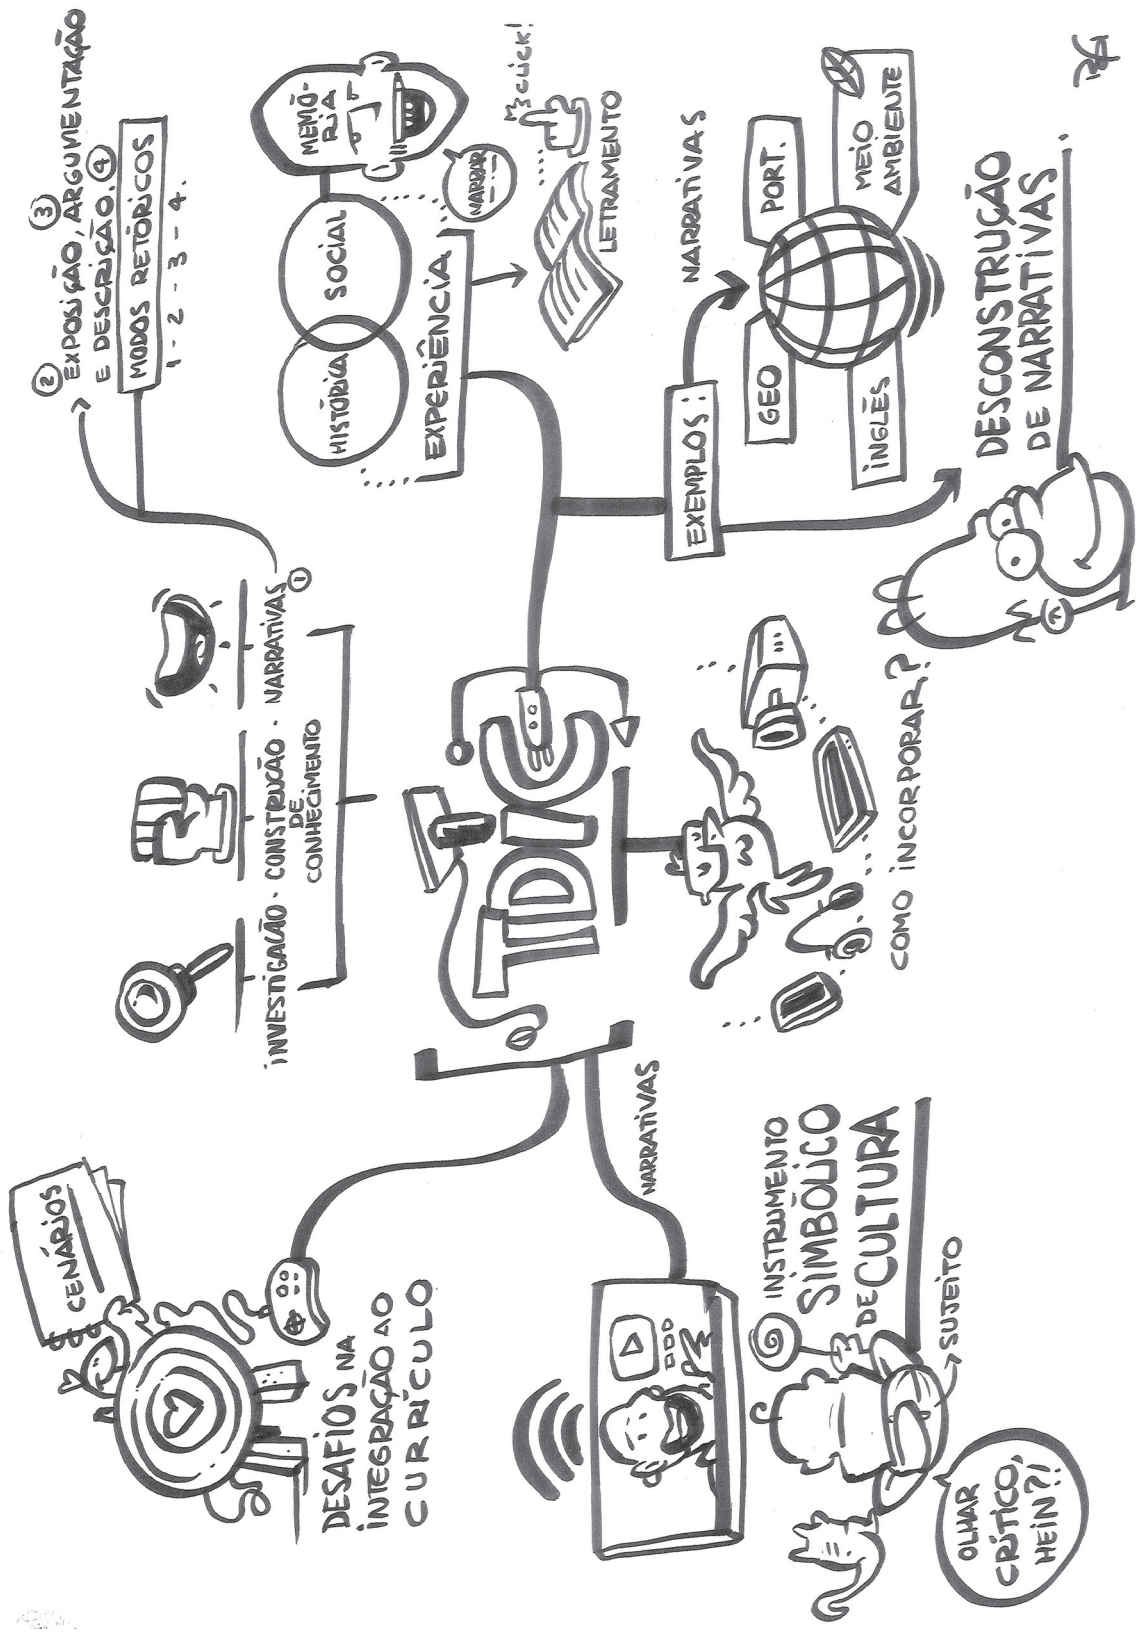 CENÁRIOS
DESAFIOS NA
INTEGRAÇÃO AO
CURRÍCULO
INVESTIGAÇÃO · CONSTRUÇÃO · NARRATIVAS ①
DE
CONHECIMENTO
② ③
EXPOSIÇÃO, ARGUMENTAÇÃO
E DESCRIÇÃO. ④
MODOS RETÓRICOS
1 - 2 - 3 - 4.
HISTÓRICA
SOCIAL
MEMÓ-
RIA
EXPERIÊNCIA
NARRAR
CLICK!
LETRAMENTO
TDIC
NARRATIVAS
INSTRUMENTO
SIMBÓLICO
DE CULTURA
SUJEITO
OLHAR
CRÍTICO,
HEIN?!
COMO INCORPORAR?
EXEMPLOS:
NARRATIVAS
GEO
PORT.
INGLÊS
MEIO
AMBIENTE
DESCONSTRUÇÃO
DE NARRATIVAS.